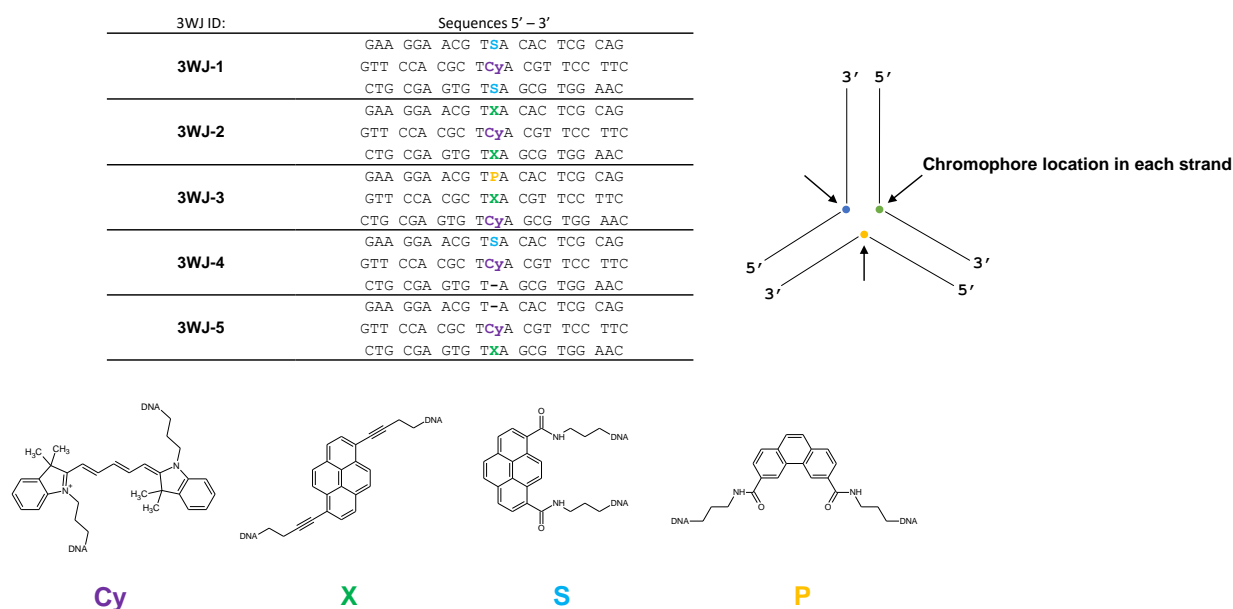 3WJ ID: Sequences 5’ – 3’
GAA GGA ACG TSA CAC TCG CAG
3WJ-1 GTT CCA CGC TCyA CGT TCC TTC
CTG CGA GTG TSA GCG TGG AAC
GAA GGA ACG TXA CAC TCG CAG
3WJ-2 GTT CCA CGC TCyA CGT TCC TTC
CTG CGA GTG TXA GCG TGG AAC
GAA GGA ACG TPA CAC TCG CAG
3WJ-3 GTT CCA CGC TXA CGT TCC TTC
CTG CGA GTG TCyA GCG TGG AAC
GAA GGA ACG TSA CAC TCG CAG
3WJ-4 GTT CCA CGC TCyA CGT TCC TTC
CTG CGA GTG T-A GCG TGG AAC
GAA GGA ACG T-A CAC TCG CAG
3WJ-5 GTT CCA CGC TCyA CGT TCC TTC
CTG CGA GTG TXA GCG TGG AAC
3’ 5’
Chromophore location in each strand
5’ 3’
3’ 5’
DNA
H3C CH3
N
N+
H3C CH3
DNA
DNA
DNA
O
NH DNA
NH DNA
O
NH HN
DNA O O DNA
Cy X S P